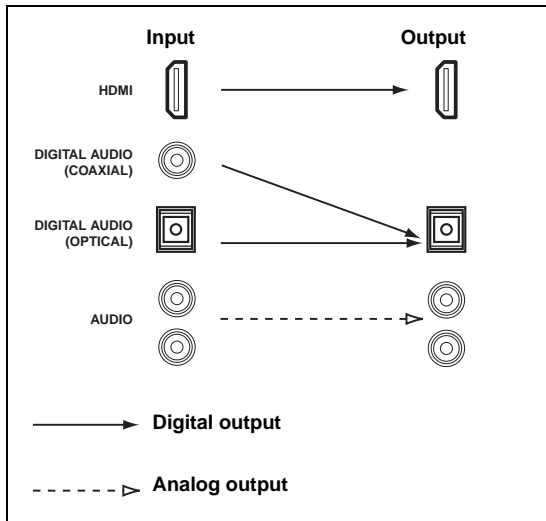 Input Output
HDMI
DIGITAL AUDIO
(COAXIAL)
DIGITAL AUDIO
(OPTICAL)
AUDIO
Digital output
Analog output